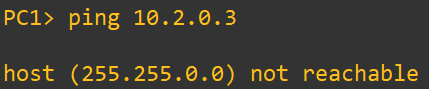 PC1> ping 10.2.0.3
host (255.255.0.0) not reachable